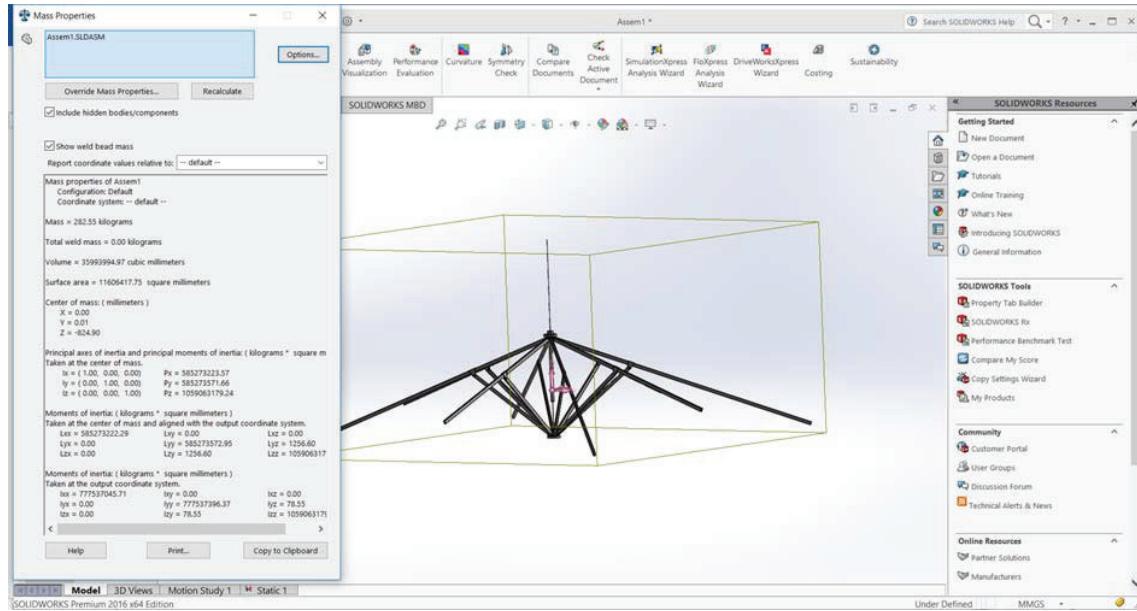 Mass Properties
Assem1.SLDASM
Options...
Override Mass Properties...
Recalculate
Include hidden bodies/components
Show weld bead mass
Report coordinate values relative to: -- default --
Mass properties of Assem1
Configuration: Default
Coordinate system: -- default --
Mass = 282.55 kilograms
Total weld mass = 0.00 kilograms
Volume = 35993994.97 cubic millimeters
Surface area = 11606417.75 square millimeters
Center of mass: ( millimeters )
X = 0.00
Y = 0.01
Z = -824.90
Principal axes of inertia and principal moments of inertia: ( kilograms * square m
Taken at the center of mass.
Ix = ( 1.00, 0.00, 0.00) Px = 585273223.57
Iy = ( 0.00, 1.00, 0.00) Py = 585273571.66
Iz = ( 0.00, 0.00, 1.00) Pz = 1059063179.24
Moments of inertia: ( kilograms * square millimeters )
Taken at the center of mass and aligned with the output coordinate system.
Lxx = 585273222.29 Lxy = 0.00 Lxz = 0.00
Lyx = 0.00 Lyy = 585273572.95 Lyz = 1256.60
Lzx = 0.00 Lzy = 1256.60 Lzz = 105906317
Moments of inertia: ( kilograms * square millimeters )
Taken at the output coordinate system.
Ixx = 777537045.71 Ixy = 0.00 Ixz = 0.00
Iyx = 0.00 Iyy = 777537396.37 Iyz = 78.55
Izx = 0.00 Izy = 78.55 Izz = 105906317
Help Print... Copy to Clipboard
Assem1 *
Search SOLIDWORKS Help
Assembly Visualization
Performance Evaluation
Curvature
Symmetry Check
Compare Documents
Check Active Document
SimulationXpress Analysis Wizard
FloXpress Analysis Wizard
DriveWorksXpress Wizard
Costing
Sustainability
SOLIDWORKS MBD
SOLIDWORKS Resources
Getting Started
New Document
Open a Document
Tutorials
Online Training
What's New
Introducing SOLIDWORKS
General Information
SOLIDWORKS Tools
Property Tab Builder
SOLIDWORKS Rx
Performance Benchmark Test
Compare My Score
Copy Settings Wizard
My Products
Community
Customer Portal
User Groups
Discussion Forum
Technical Alerts & News
Online Resources
Partner Solutions
Manufacturers
Model 3D Views Motion Study 1 Static 1
SOLIDWORKS Premium 2016 x64 Edition
Under Defined MMGS